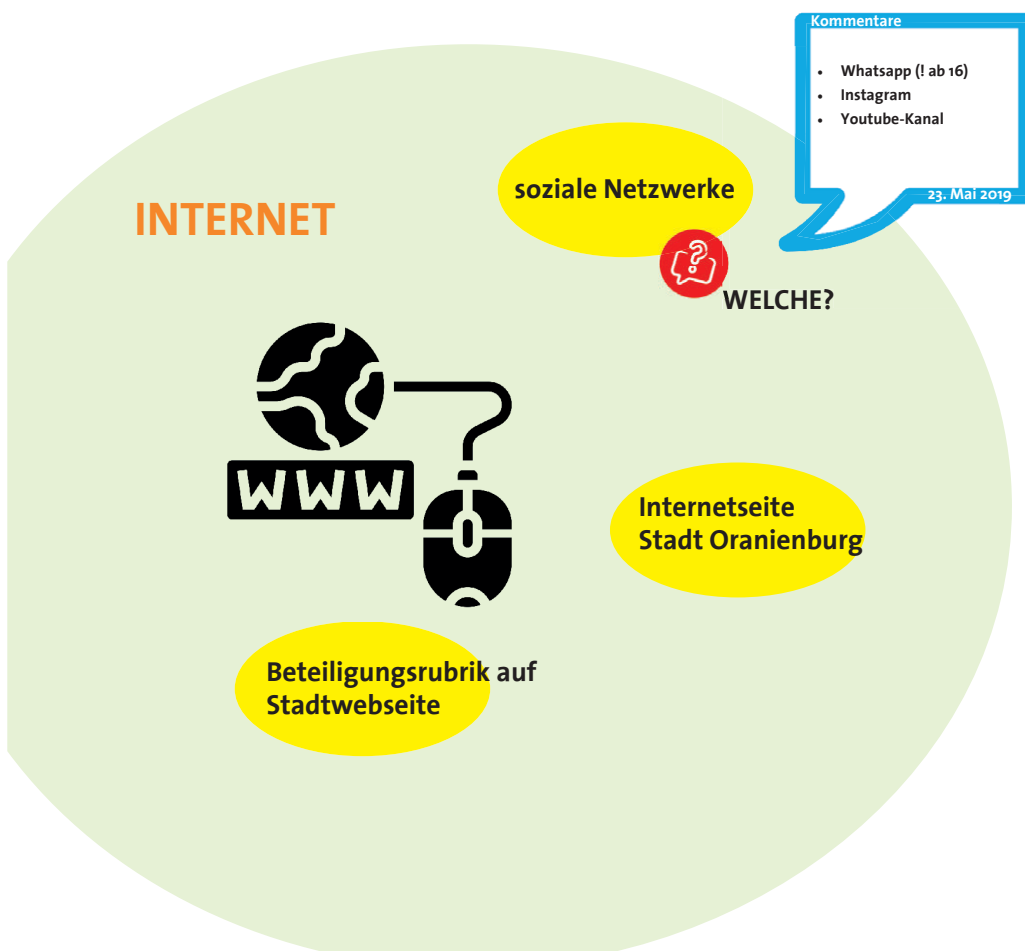 Kommentare
• Whatsapp (! ab 16)
• Instagram
• Youtube-Kanal
23. Mai 2019
soziale Netzwerke
INTERNET
?
WELCHE?
WWW
Internetseite
Stadt Oranienburg
Beteiligungsrubrik auf
Stadtwebseite